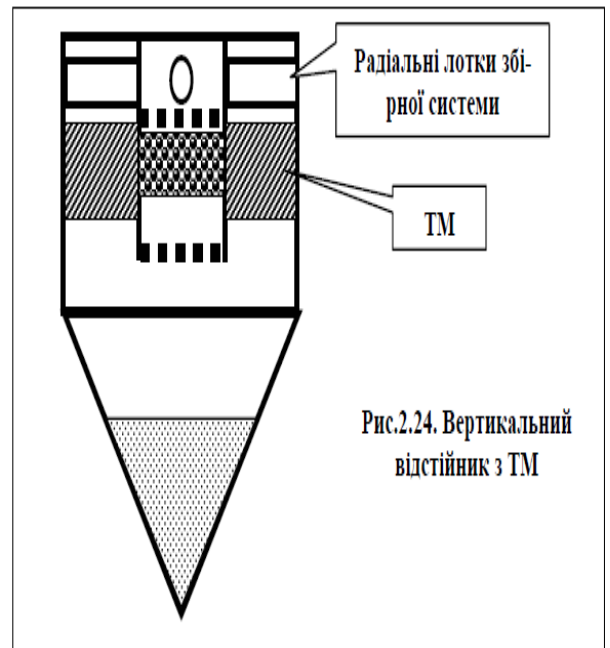 Радіальні лотки збі-
рної системи
ТМ
Рис.2.24. Вертикальний
відстійник з ТМ